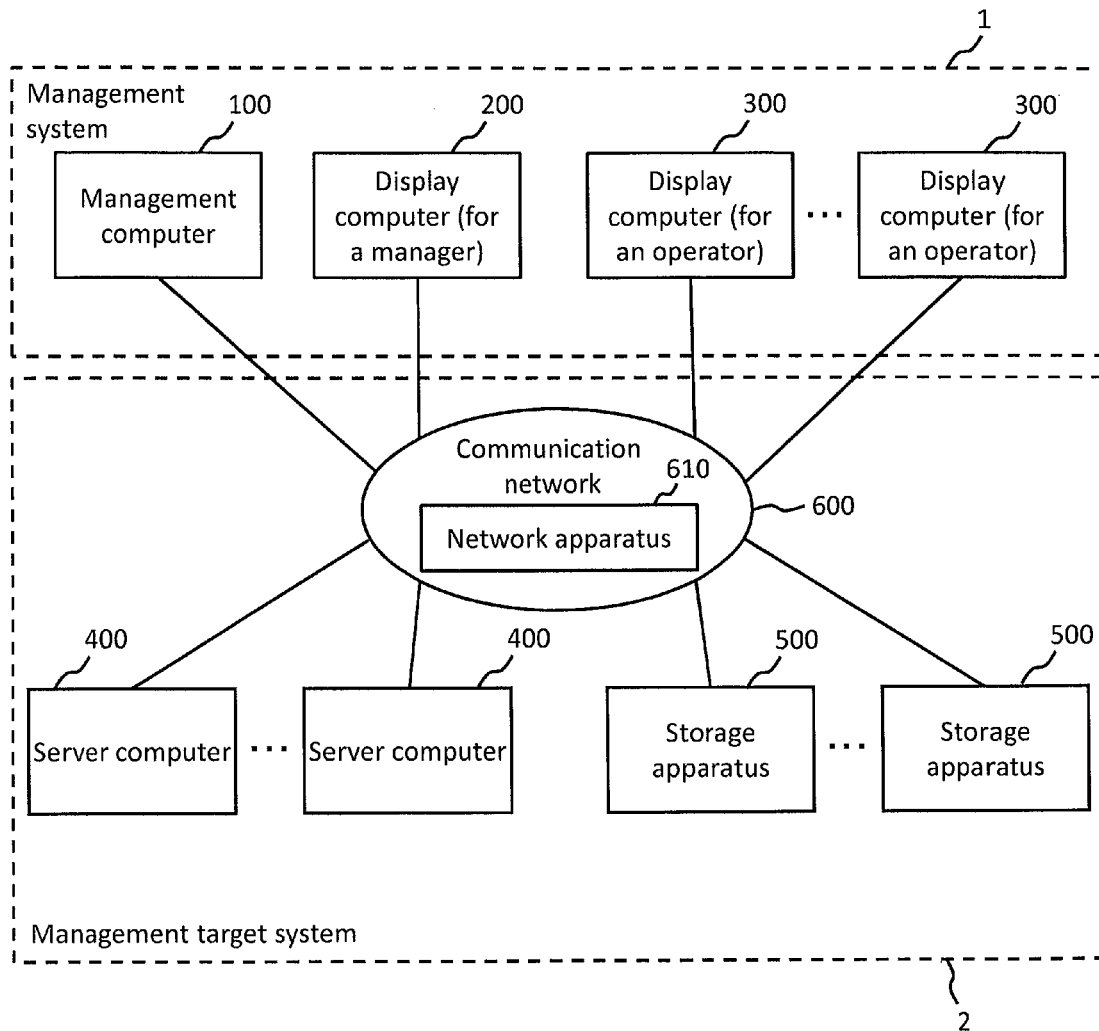 1
Management
system
100
200
300
300
Management
computer
Display
computer (for
a manager)
Display
computer (for
an operator)
...
Display
computer (for
an operator)
Communication
network
610
600
Network apparatus
400
400
500
500
Server computer
...
Server computer
Storage
apparatus
...
Storage
apparatus
Management target system
2